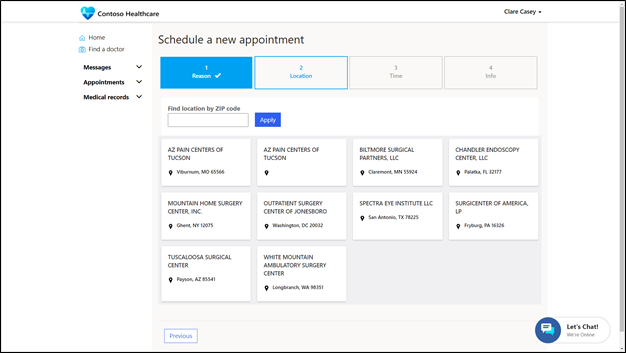 Contoso Healthcare
Clare Casey
Home
Find a doctor
Messages
Appointments
Medical records
Schedule a new appointment
1
Reason
2
Location
3
Time
4
Info
Find location by ZIP code
Apply
AZ PAIN CENTERS OF
TUCSON
Viburnum, MO 65566
AZ PAIN CENTERS OF
TUCSON
BILTMORE SURGICAL
PARTNERS, LLC
Claremont, MN 55924
CHANDLER ENDOSCOPY
CENTER, LLC
Palatka, FL 32177
MOUNTAIN HOME SURGERY
CENTER, INC.
Ghent, NY 12075
OUTPATIENT SURGERY
CENTER OF JONESBORO
Washington, DC 20032
SPECTRA EYE INSTITUTE LLC
San Antonio, TX 78225
SURGICENTER OF AMERICA,
LP
Fryburg, PA 16326
TUSCALOOSA SURGICAL
CENTER
Payson, AZ 85541
WHITE MOUNTAIN
AMBULATORY SURGERY
CENTER
Longbranch, WA 98351
Previous
Let's Chat!
We're Online